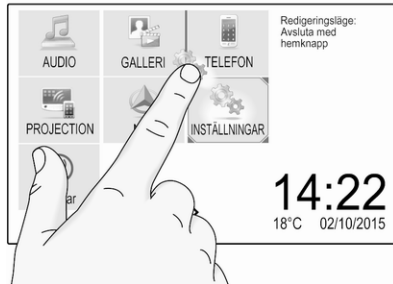 Redigeringsläge:
Avsluta med
hemknapp
AUDIO
GALLERI
TELEFON
PROJECTION
INSTÄLLNINGAR
14:22
18°C 02/10/2015